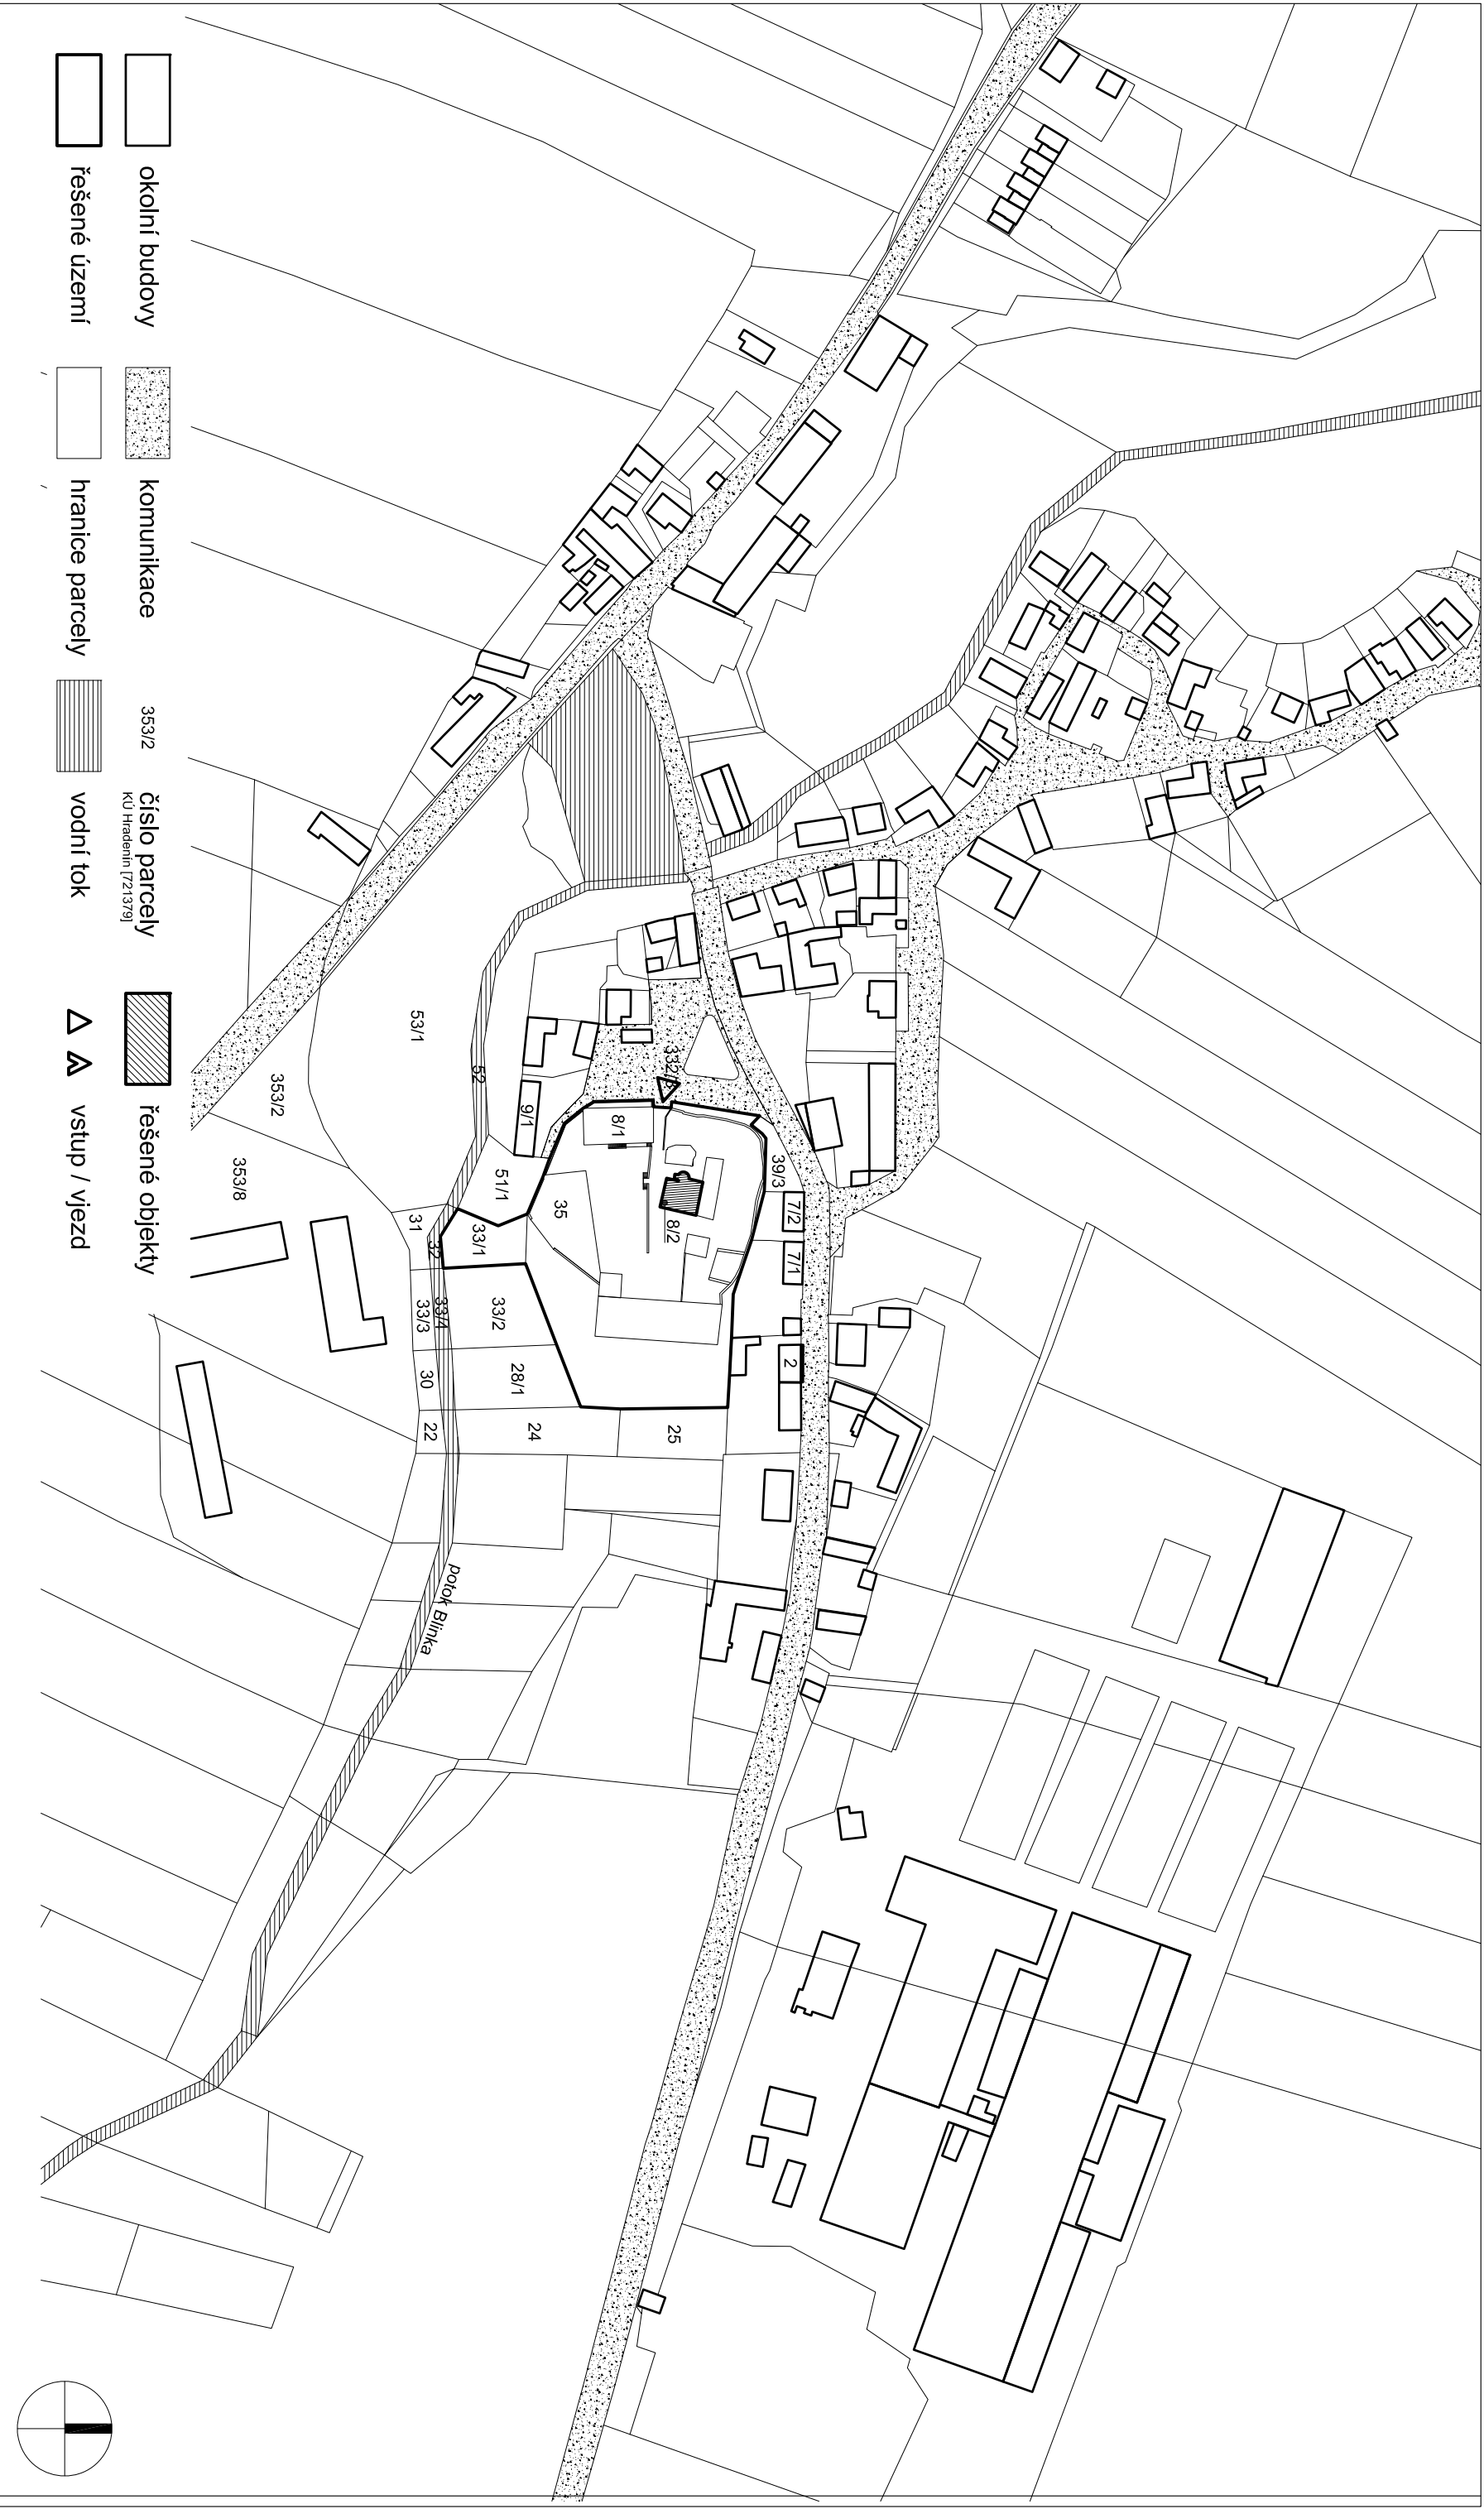 7/2
7/1
2
39/3
8/2
25
8/1
35
24
9/1
28/1
51/1
33/2
52
33/1
33/4
potok Blinka
32
22
30
33/3
31
53/1
353/2
353/8
okolní budovy
komunikace
353/2
číslo parcely
KÚ Hradenín [721379]
řešené objekty
řešené území
hranice parcely
vodní tok
vstup / vjezd